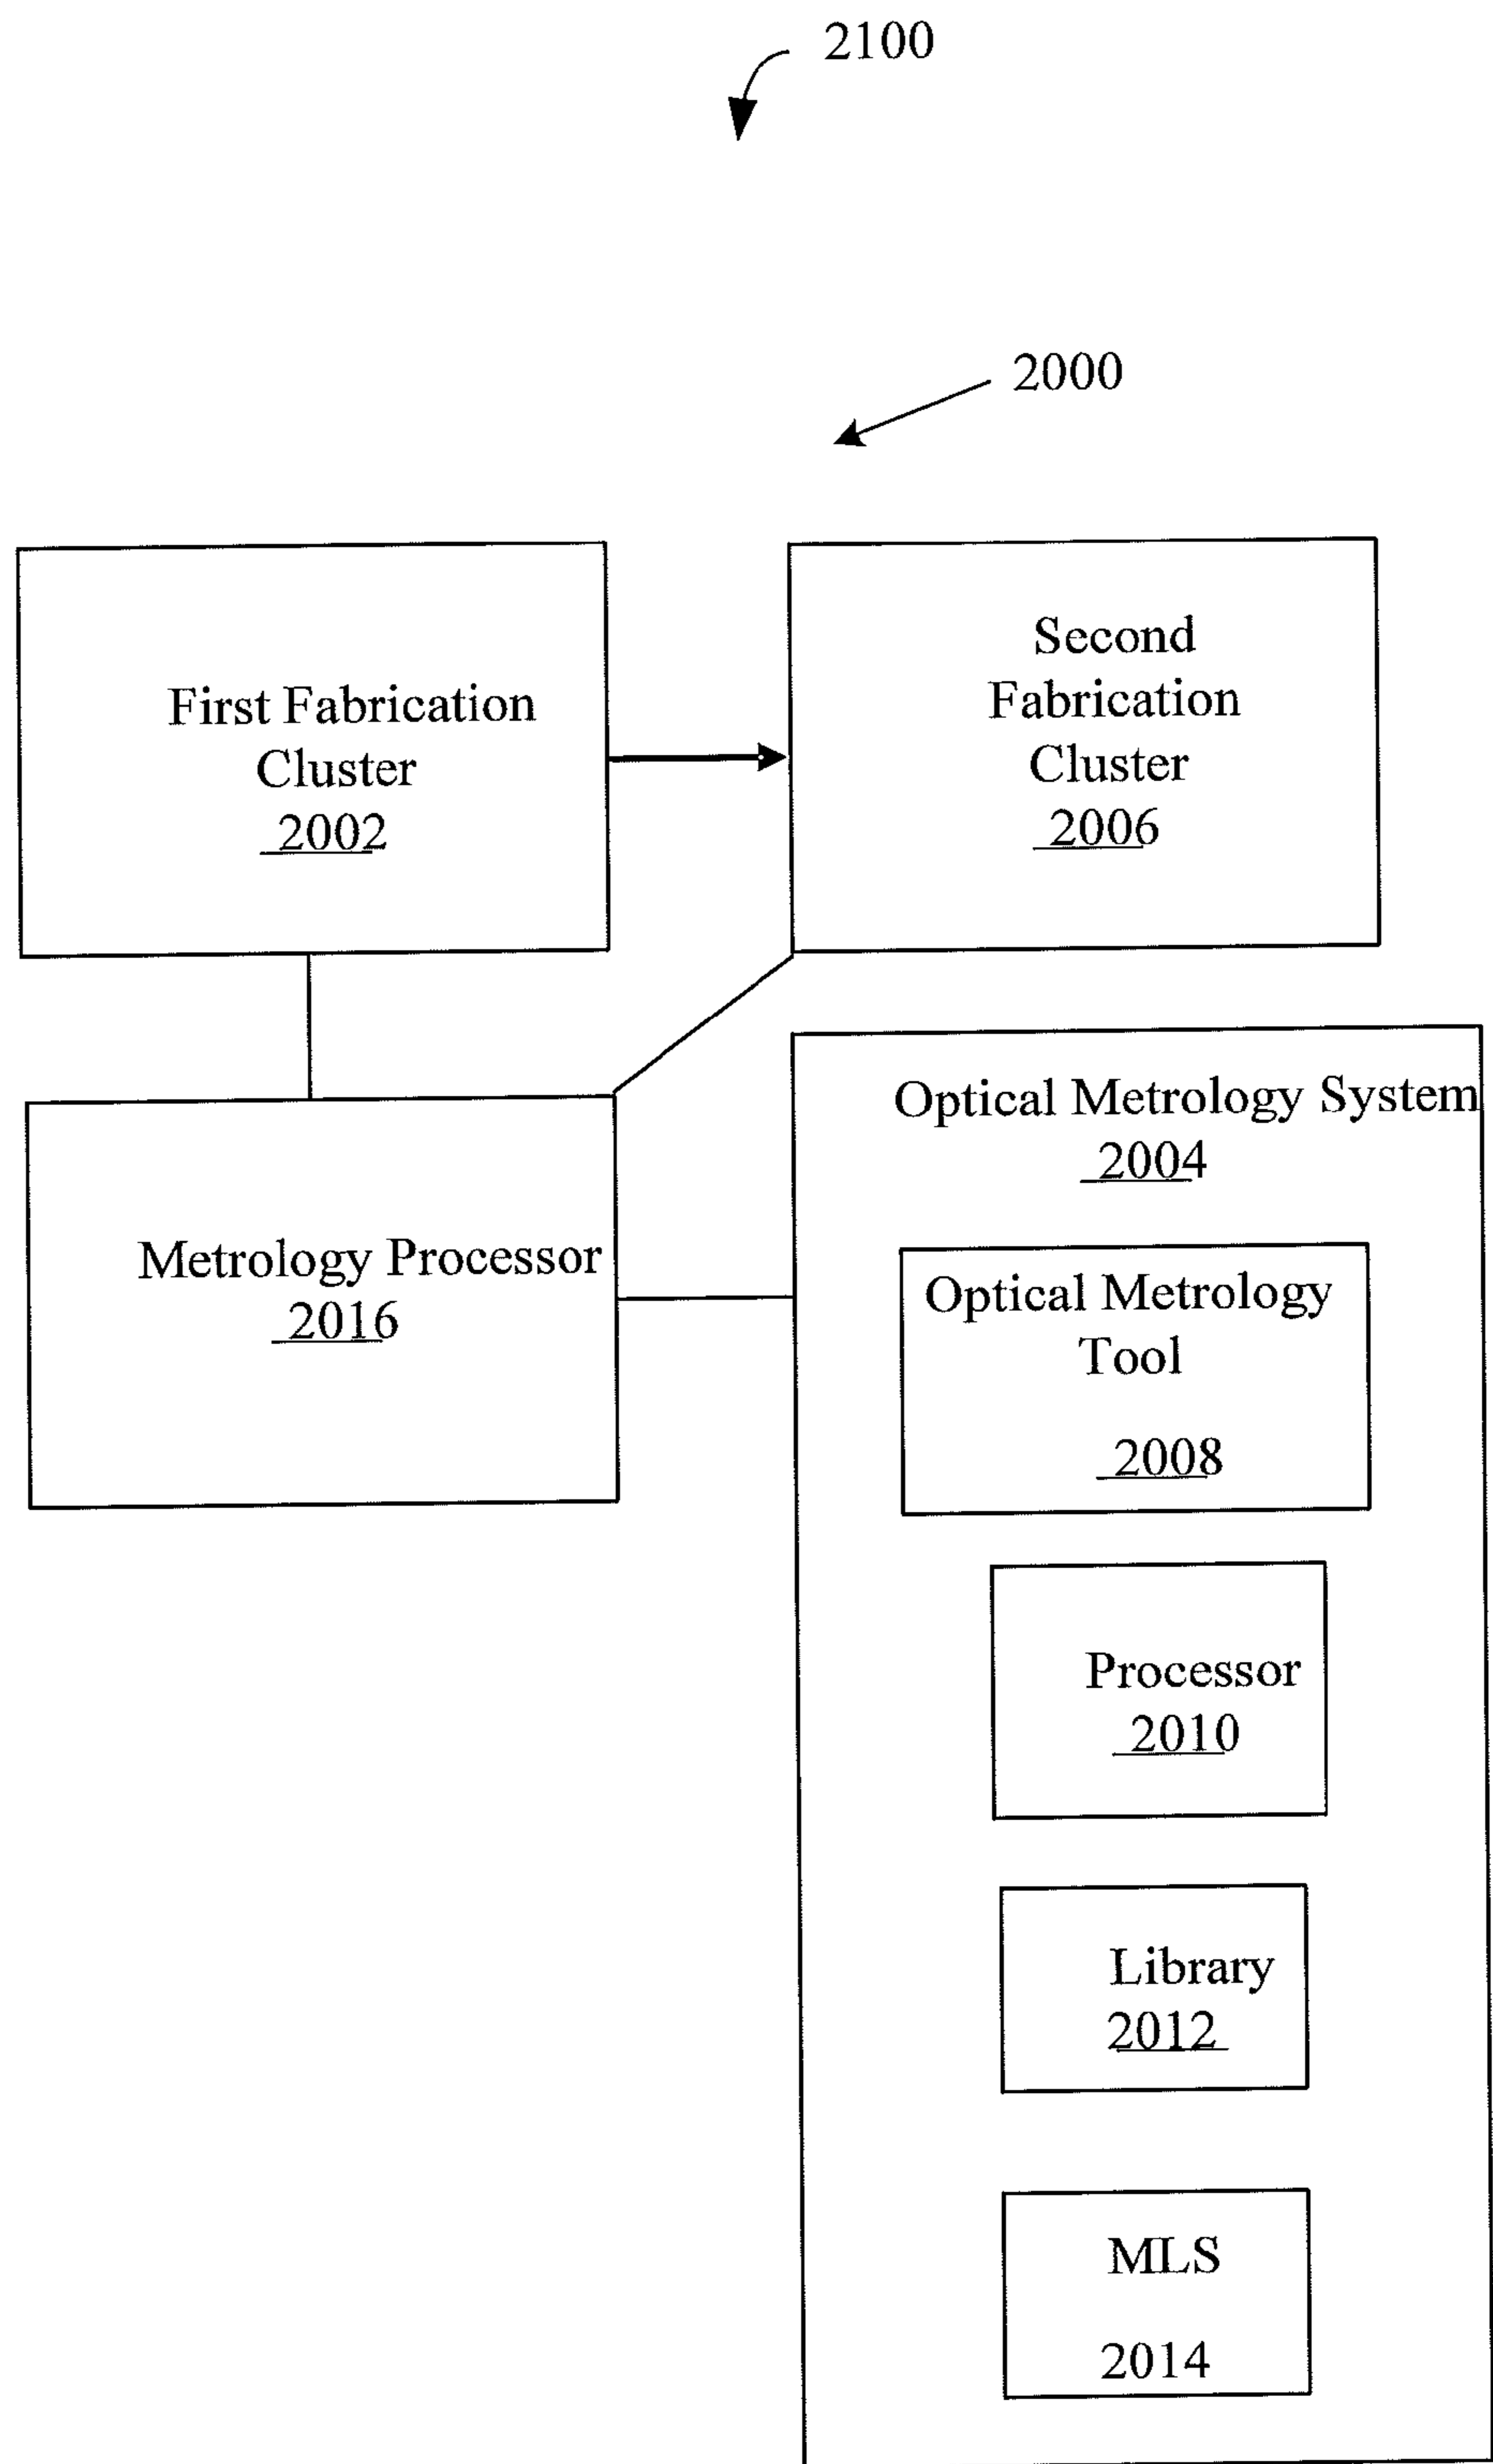 2100
2000
First Fabrication
Cluster
2002
Second
Fabrication
Cluster
2006
Metrology Processor
2016
Optical Metrology System
2004
Optical Metrology
Tool
2008
Processor
2010
Library
2012
MLS
2014